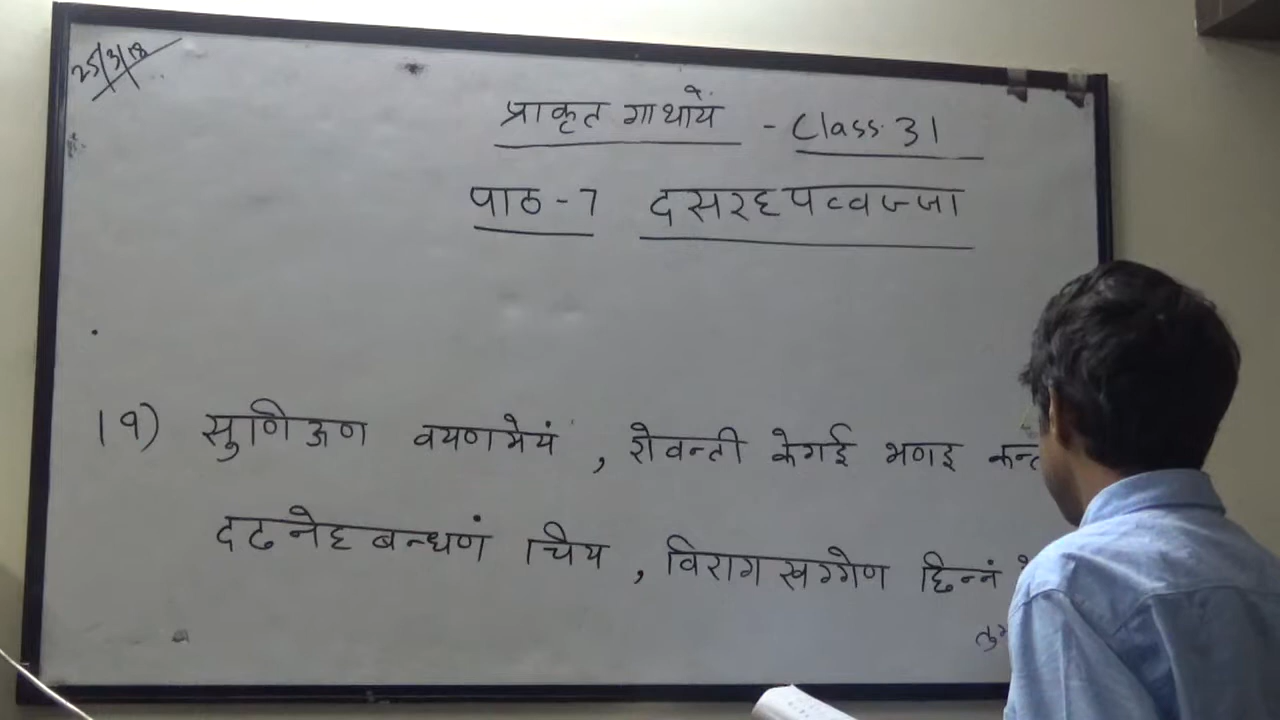 25/3/18
प्राकृत गाथायें - Class 31
पाठ - 7 दसरहपव्वज्जा
19) सुणिऊण वयणमेयं , रोवन्ती केगई भणइ
दढनेहबन्धणं चिय , विरागखग्गेण छिन्नं